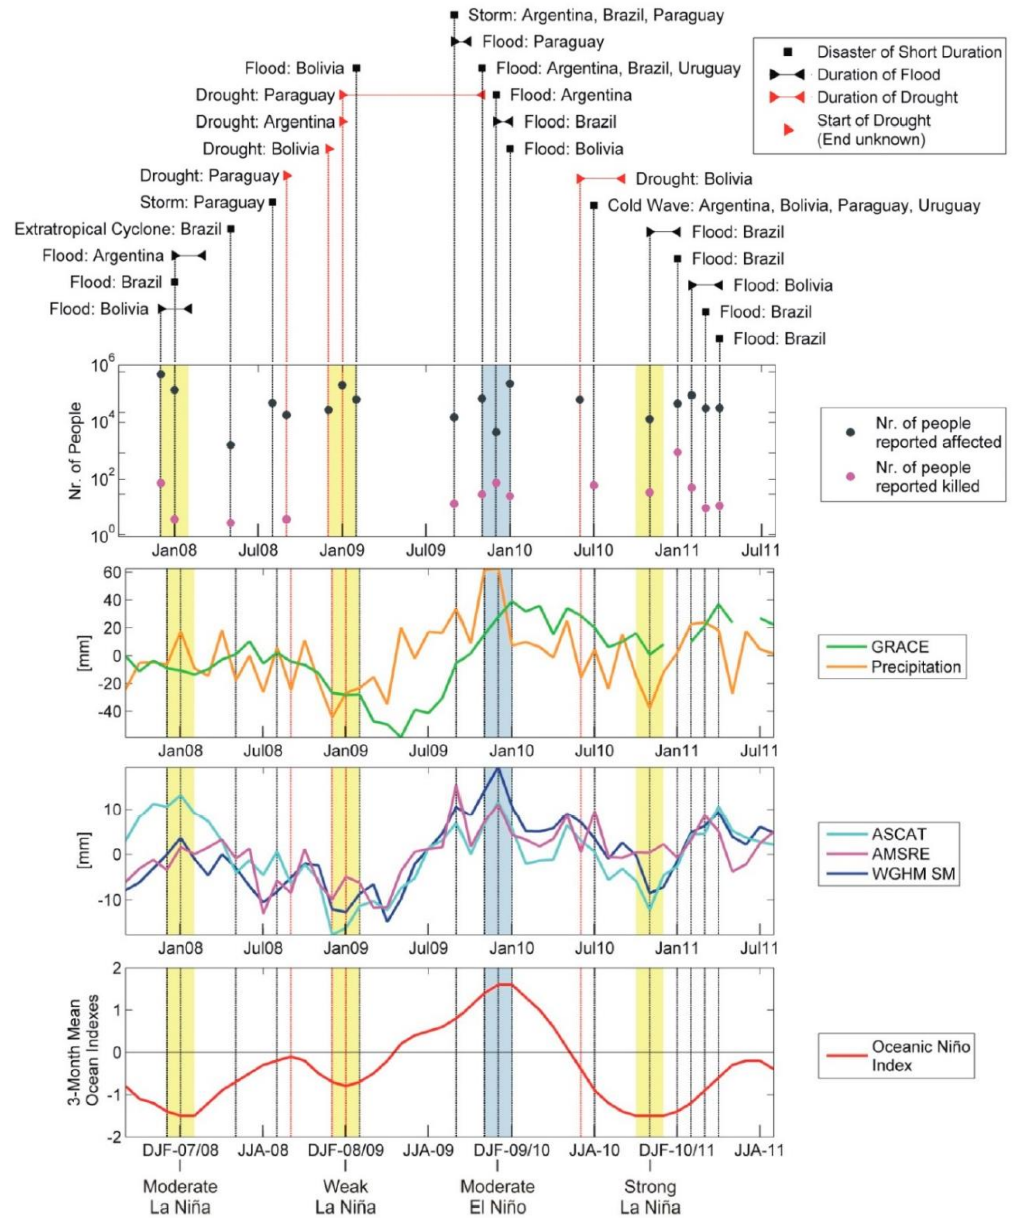 Storm: Argentina, Brazil, Paraguay
Flood: Paraguay
Flood: Bolivia
Flood: Argentina, Brazil, Uruguay
Drought: Paraguay
Flood: Argentina
Drought: Argentina
Flood: Brazil
Drought: Bolivia
Flood: Bolivia
Drought: Paraguay
Drought: Bolivia
Storm: Paraguay
Cold Wave: Argentina, Bolivia, Paraguay, Uruguay
Extratropical Cyclone: Brazil
Flood: Brazil
Flood: Argentina
Flood: Brazil
Flood: Brazil
Flood: Bolivia
Flood: Bolivia
Flood: Brazil
Flood: Brazil
Disaster of Short Duration
Duration of Flood
Duration of Drought
Start of Drought
(End unknown)
Nr. of People
10^6
10^4
10^2
10^0
Jan08 Jul08 Jan09 Jul09 Jan10 Jul10 Jan11 Jul11
Nr. of people
reported affected
Nr. of people
reported killed
[mm]
60
40
20
0
-20
-40
Jan08 Jul08 Jan09 Jul09 Jan10 Jul10 Jan11 Jul11
GRACE
Precipitation
[mm]
10
0
-10
Jan08 Jul08 Jan09 Jul09 Jan10 Jul10 Jan11 Jul11
ASCAT
AMSRE
WGHM SM
3-Month Mean
Ocean Indexes
2
1
0
-1
-2
DJF-07/08 JJA-08 DJF-08/09 JJA-09 DJF-09/10 JJA-10 DJF-10/11 JJA-11
Oceanic Niño
Index
Moderate
La Niña
Weak
La Niña
Moderate
El Niño
Strong
La Niña